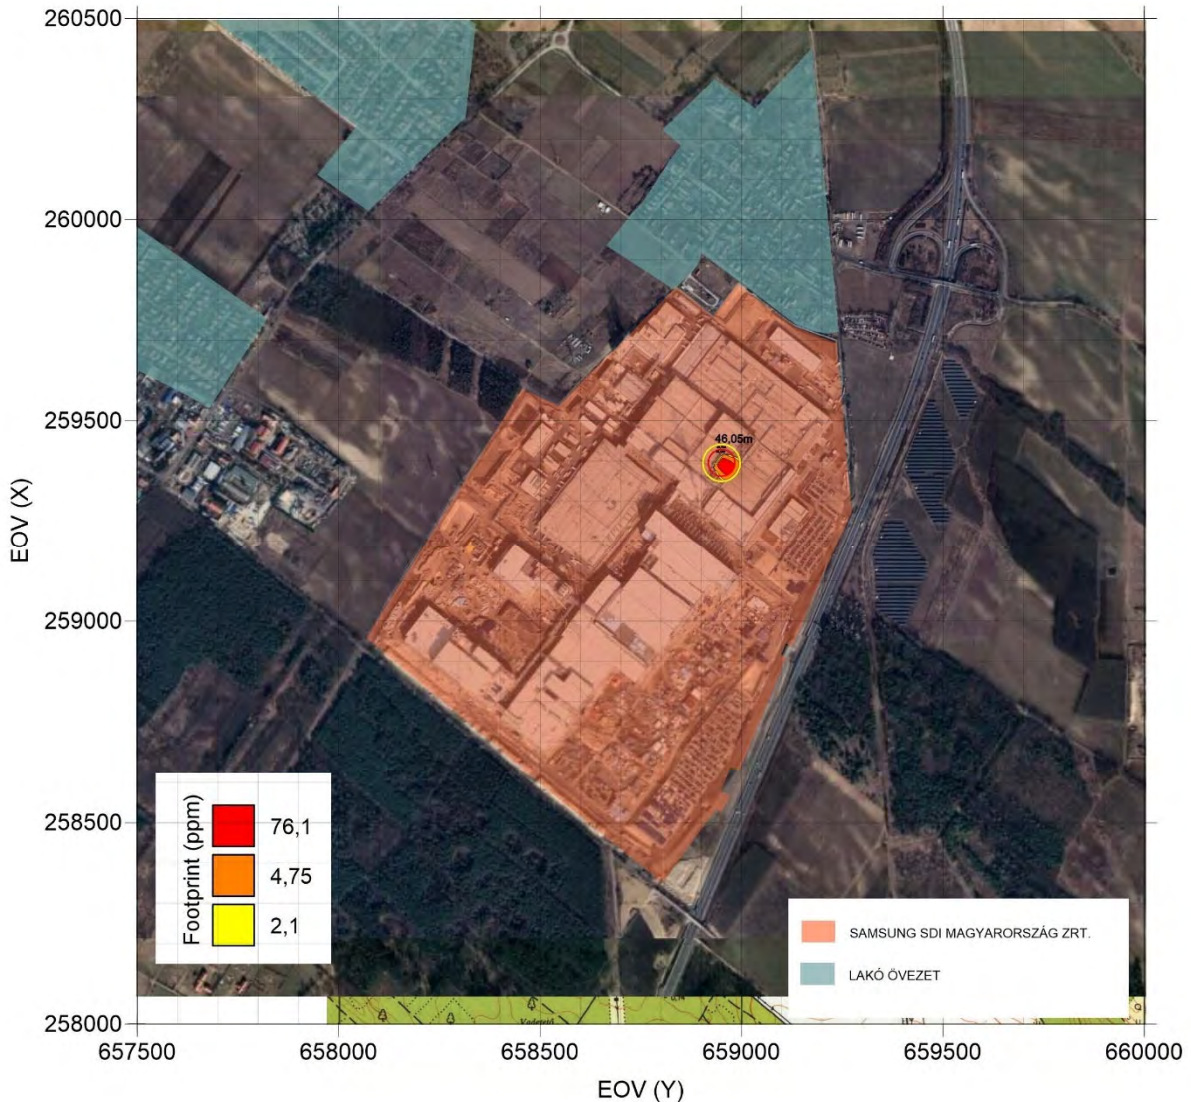 260500
260000
259500
259000
258500
258000
EOV (X)
46,05m
Footprint (ppm)
76,1
4,75
2,1
SAMSUNG SDI MAGYARORSZÁG ZRT.
LAKÓ ÖVEZET
657500
658000
658500
659000
659500
660000
EOV (Y)